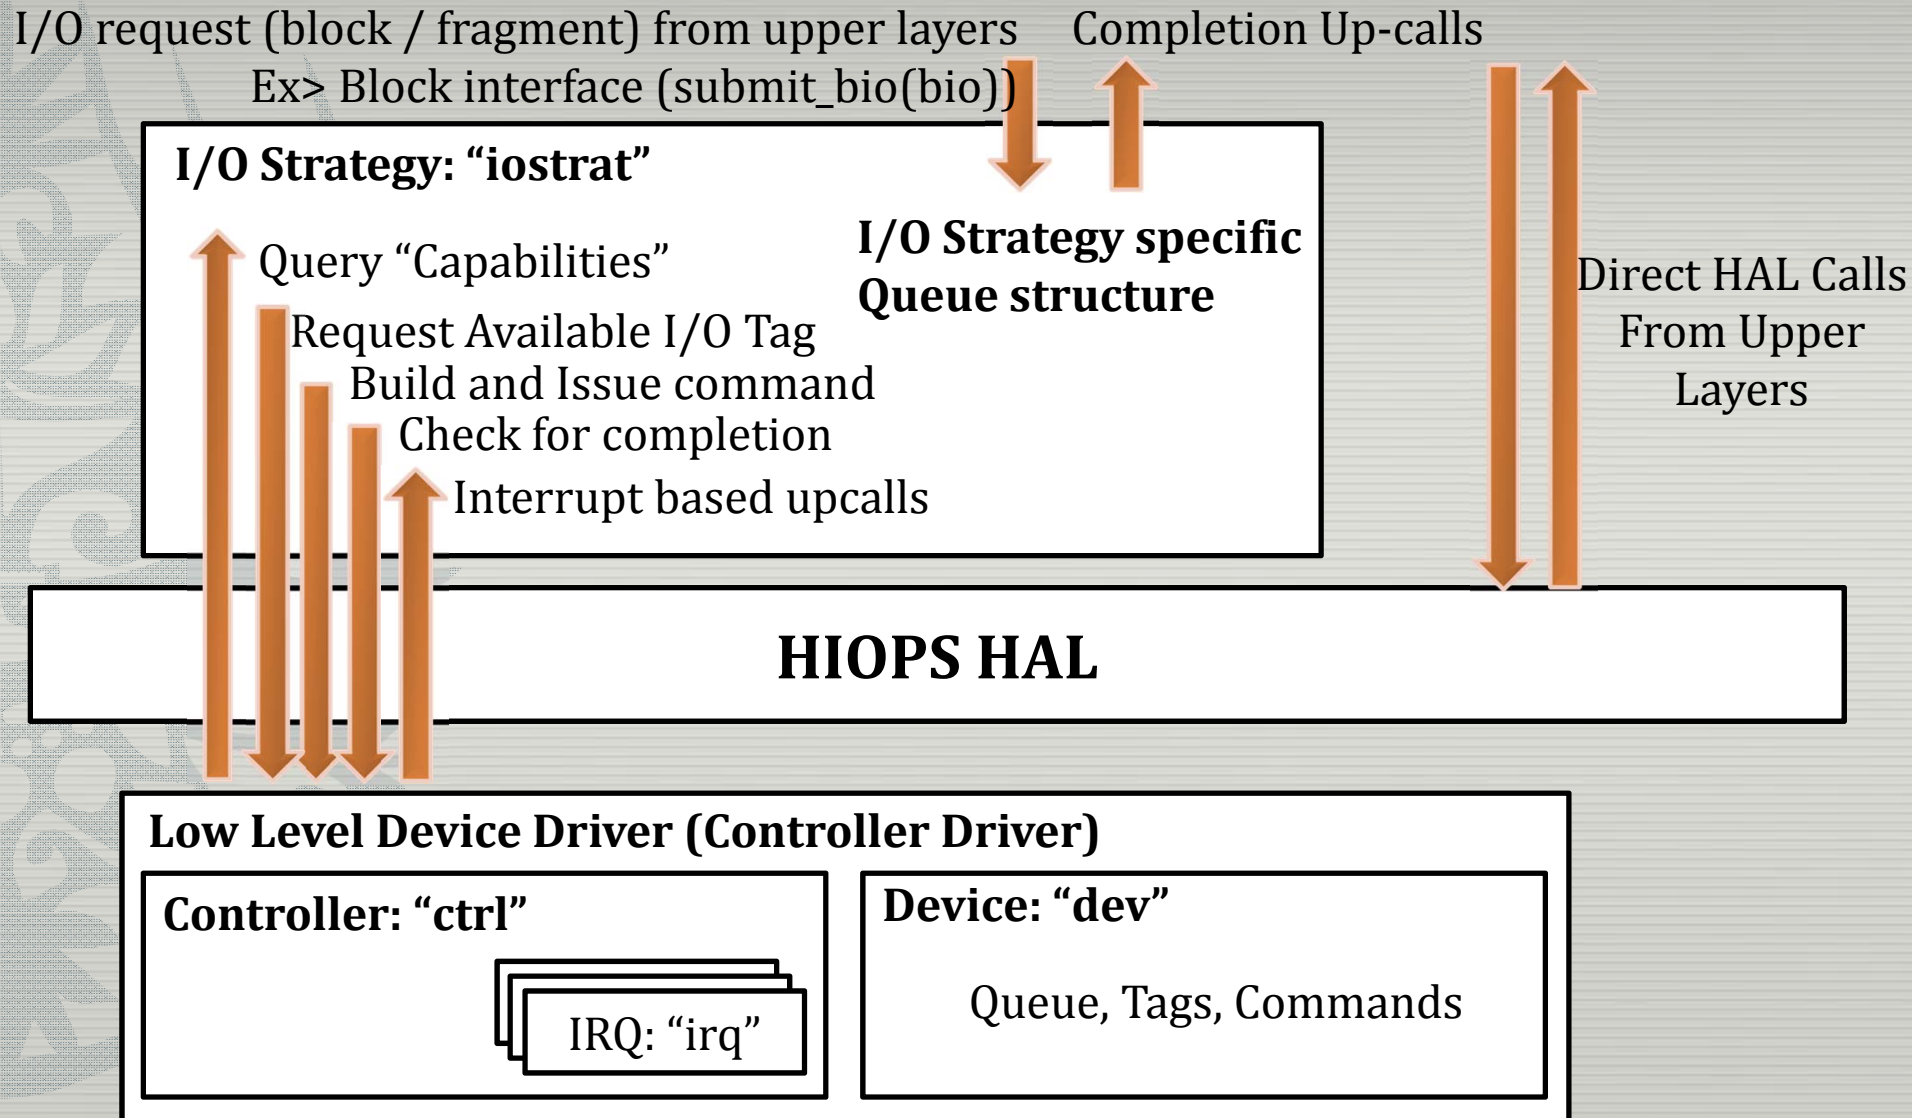 I/O request (block / fragment) from upper layers
Ex> Block interface (submit_bio(bio))
Completion Up-calls
I/O Strategy: “iostrat”
Query “Capabilities”
Request Available I/O Tag
Build and Issue command
Check for completion
Interrupt based upcalls
I/O Strategy specific
Queue structure
Direct HAL Calls
From Upper
Layers
HIOPS HAL
Low Level Device Driver (Controller Driver)
Controller: “ctrl”
IRQ: “irq”
Device: “dev”
Queue, Tags, Commands